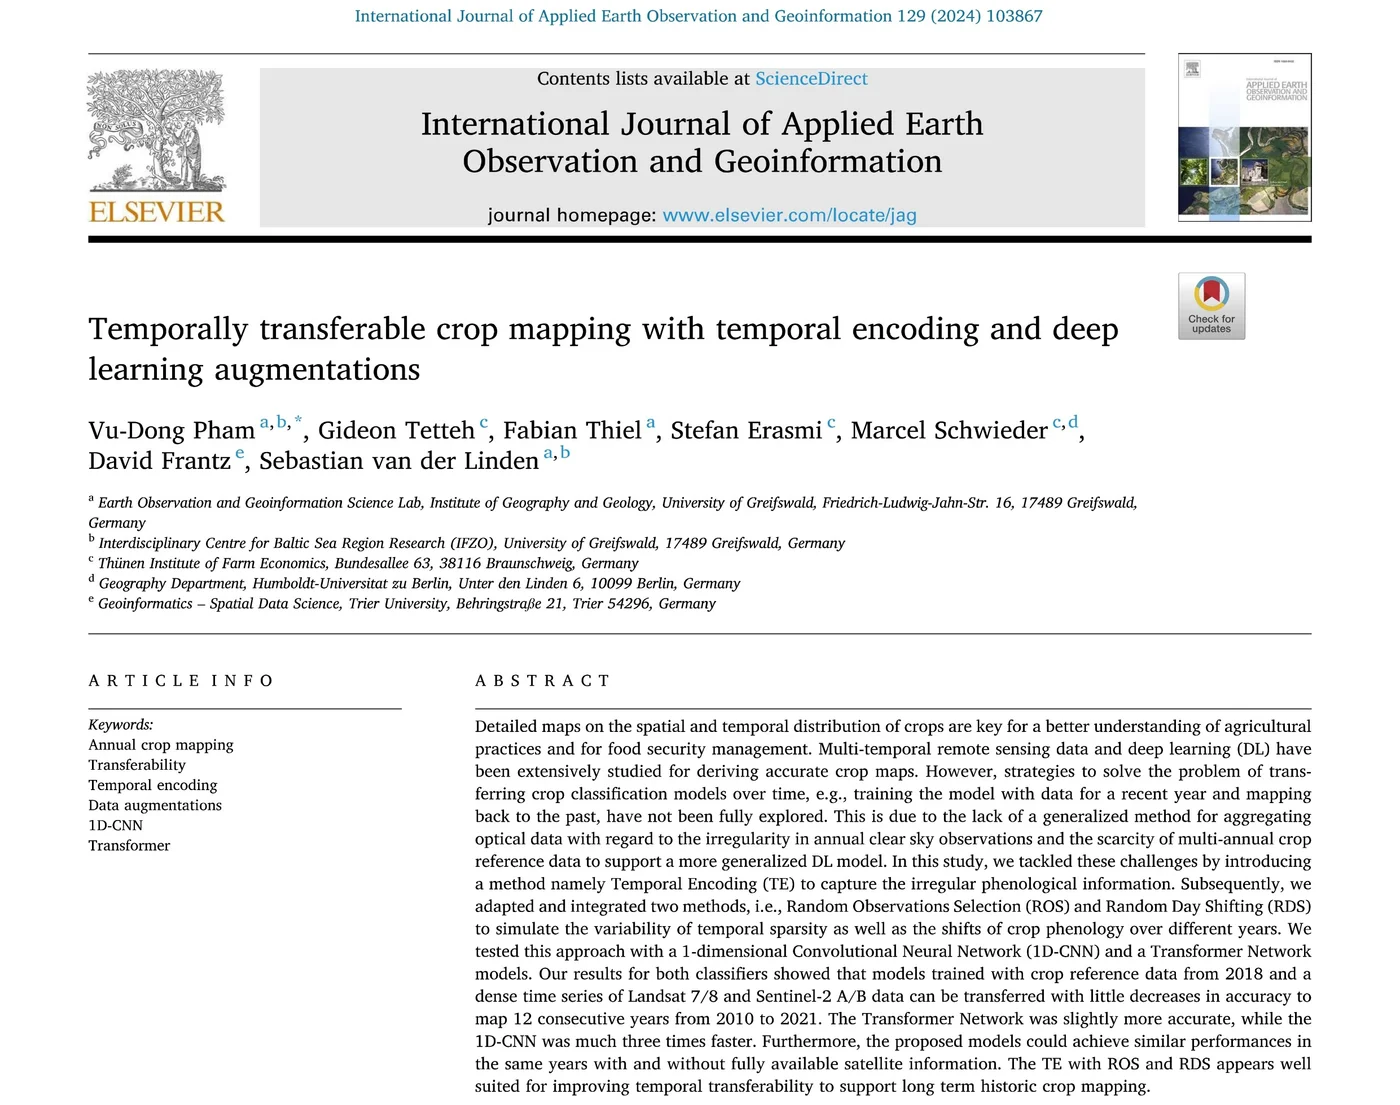 International Journal of Applied Earth Observation and Geoinformation 129 (2024) 103867
Contents lists available at ScienceDirect
International Journal of Applied Earth
Observation and Geoinformation
journal homepage: www.elsevier.com/locate/jag
NON SOLUS
ELSEVIER
APPLIED EARTH
OBSERVATION AND
GEOINFORMATION
Check for
updates
Temporally transferable crop mapping with temporal encoding and deep
learning augmentations
Vu-Dong Pham a,b,*, Gideon Tetteh c, Fabian Thiel a, Stefan Erasmi c, Marcel Schwieder c,d,
David Frantz e, Sebastian van der Linden a,b
a Earth Observation and Geoinformation Science Lab, Institute of Geography and Geology, University of Greifswald, Friedrich-Ludwig-Jahn-Str. 16, 17489 Greifswald,
Germany
b Interdisciplinary Centre for Baltic Sea Region Research (IFZO), University of Greifswald, 17489 Greifswald, Germany
c Thünen Institute of Farm Economics, Bundesallee 63, 38116 Braunschweig, Germany
d Geography Department, Humboldt-Universitat zu Berlin, Unter den Linden 6, 10099 Berlin, Germany
e Geoinformatics – Spatial Data Science, Trier University, Behringstraße 21, Trier 54296, Germany
ARTICLE INFO
Keywords:
Annual crop mapping
Transferability
Temporal encoding
Data augmentations
1D-CNN
Transformer
ABSTRACT
Detailed maps on the spatial and temporal distribution of crops are key for a better understanding of agricultural
practices and for food security management. Multi-temporal remote sensing data and deep learning (DL) have
been extensively studied for deriving accurate crop maps. However, strategies to solve the problem of trans-
ferring crop classification models over time, e.g., training the model with data for a recent year and mapping
back to the past, have not been fully explored. This is due to the lack of a generalized method for aggregating
optical data with regard to the irregularity in annual clear sky observations and the scarcity of multi-annual crop
reference data to support a more generalized DL model. In this study, we tackled these challenges by introducing
a method namely Temporal Encoding (TE) to capture the irregular phenological information. Subsequently, we
adapted and integrated two methods, i.e., Random Observations Selection (ROS) and Random Day Shifting (RDS)
to simulate the variability of temporal sparsity as well as the shifts of crop phenology over different years. We
tested this approach with a 1-dimensional Convolutional Neural Network (1D-CNN) and a Transformer Network
models. Our results for both classifiers showed that models trained with crop reference data from 2018 and a
dense time series of Landsat 7/8 and Sentinel-2 A/B data can be transferred with little decreases in accuracy to
map 12 consecutive years from 2010 to 2021. The Transformer Network was slightly more accurate, while the
1D-CNN was much three times faster. Furthermore, the proposed models could achieve similar performances in
the same years with and without fully available satellite information. The TE with ROS and RDS appears well
suited for improving temporal transferability to support long term historic crop mapping.